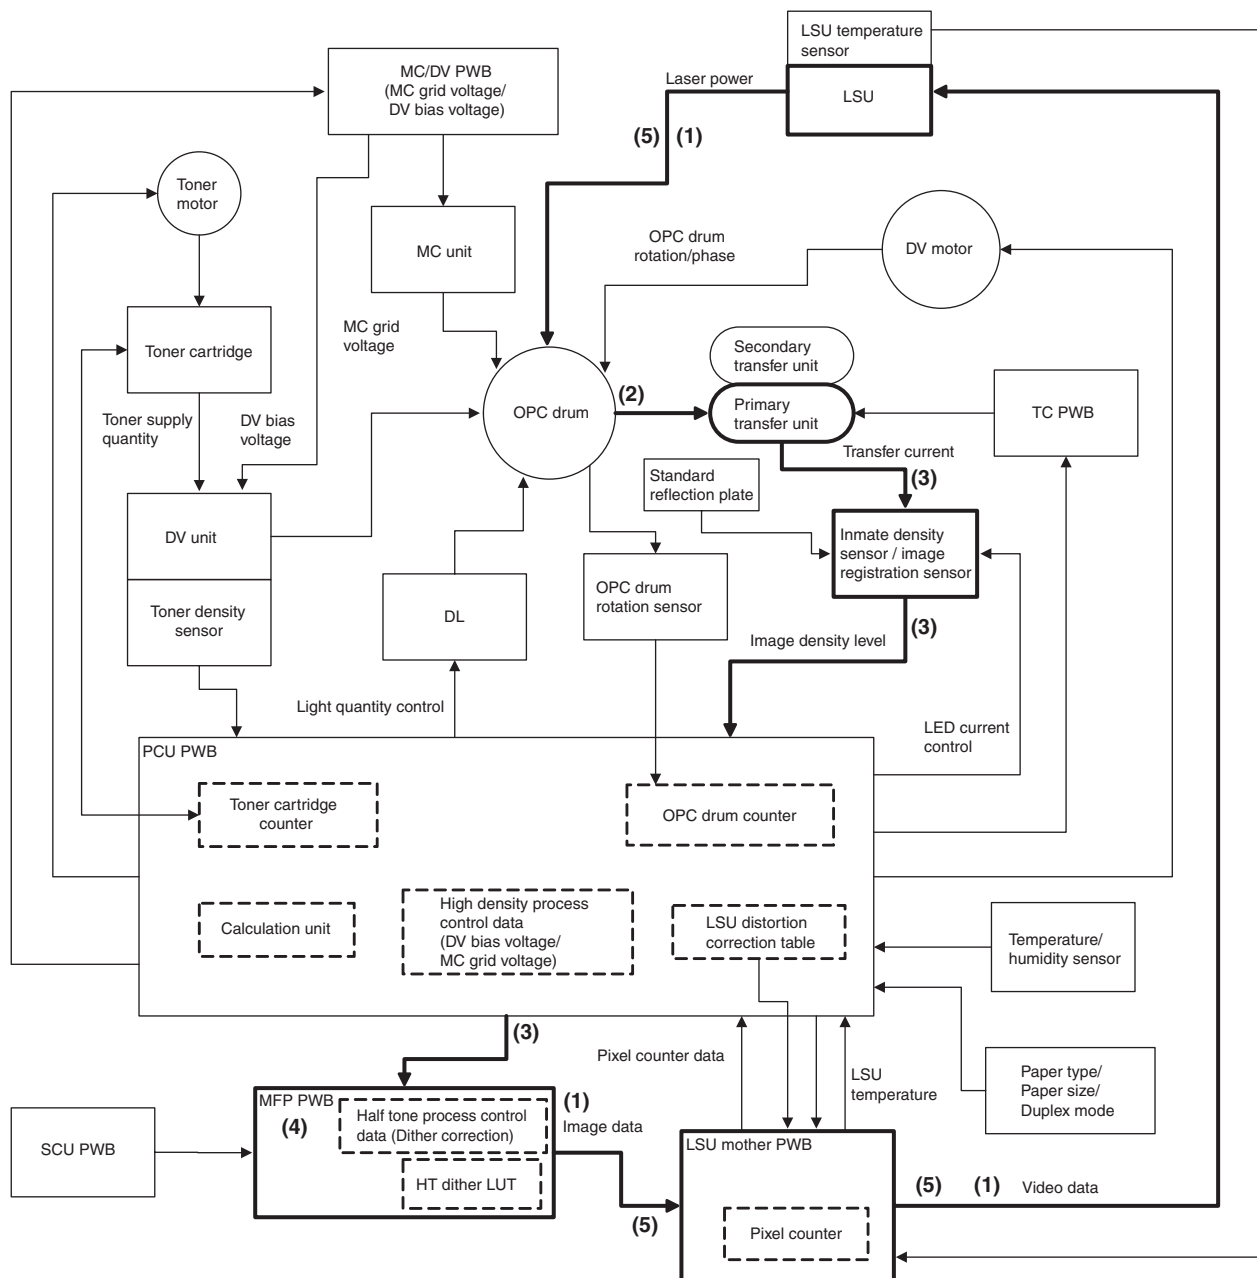 LSU temperature
sensor
MC/DV PWB
(MC grid voltage/
DV bias voltage)
Laser power
LSU
(5)
(1)
Toner
motor
MC unit
OPC drum
rotation/phase
DV motor
MC grid
voltage
Toner cartridge
Secondary
transfer unit
(2)
OPC drum
Primary
transfer unit
TC PWB
Toner supply
quantity
DV bias
voltage
Transfer current
(3)
Standard
reflection plate
DV unit
Inmate density
sensor / image
registration sensor
Toner density
sensor
DL
OPC drum
rotation sensor
(3)
Image density level
Light quantity control
LED current
control
PCU PWB
Toner cartridge
counter
OPC drum counter
Calculation unit
High density process
control data
(DV bias voltage/
MC grid voltage)
LSU distortion
correction table
Temperature/
humidity sensor
(3)
Pixel counter data
LSU
temperature
Paper type/
Paper size/
Duplex mode
MFP PWB
(4)
Half tone process control
data (Dither correction)
(1)
Image data
SCU PWB
HT dither LUT
LSU mother PWB
(5)
(5)
(1)
Video data
Pixel counter